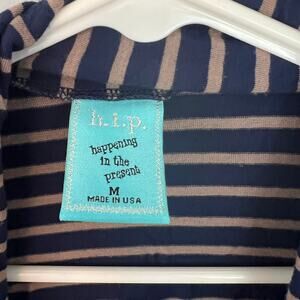 h.i.p.
happening
in the
present
M
MADE IN USA